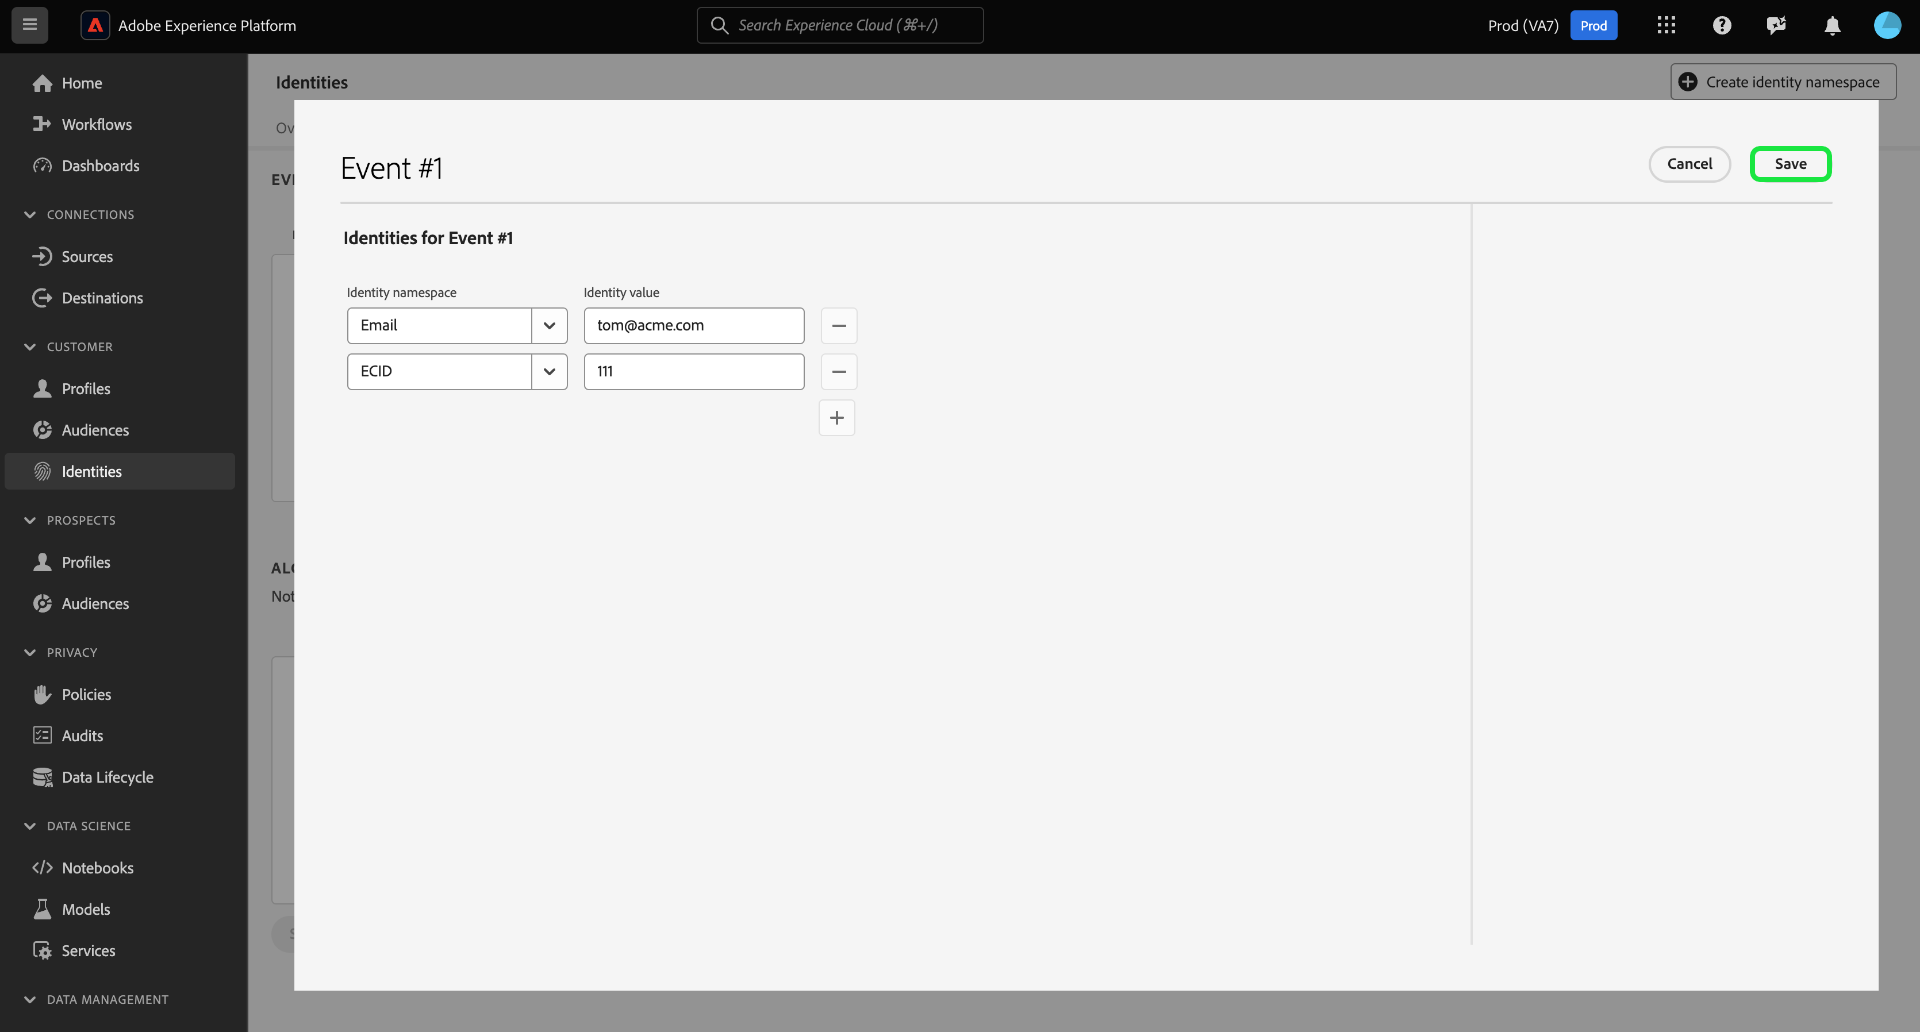 Adobe Experience Platform
Search Experience Cloud (⌘+/)
Prod (VA7)
Prod
Home
Workflows
Dashboards
CONNECTIONS
Sources
Destinations
CUSTOMER
Profiles
Audiences
Identities
PROSPECTS
Profiles
Audiences
PRIVACY
Policies
Audits
Data Lifecycle
DATA SCIENCE
Notebooks
Models
Services
DATA MANAGEMENT
Identities
Create identity namespace
Ov
EV
ALG
Not
Event #1
Cancel
Save
Identities for Event #1
Identity namespace
Identity value
Email
tom@acme.com
ECID
111